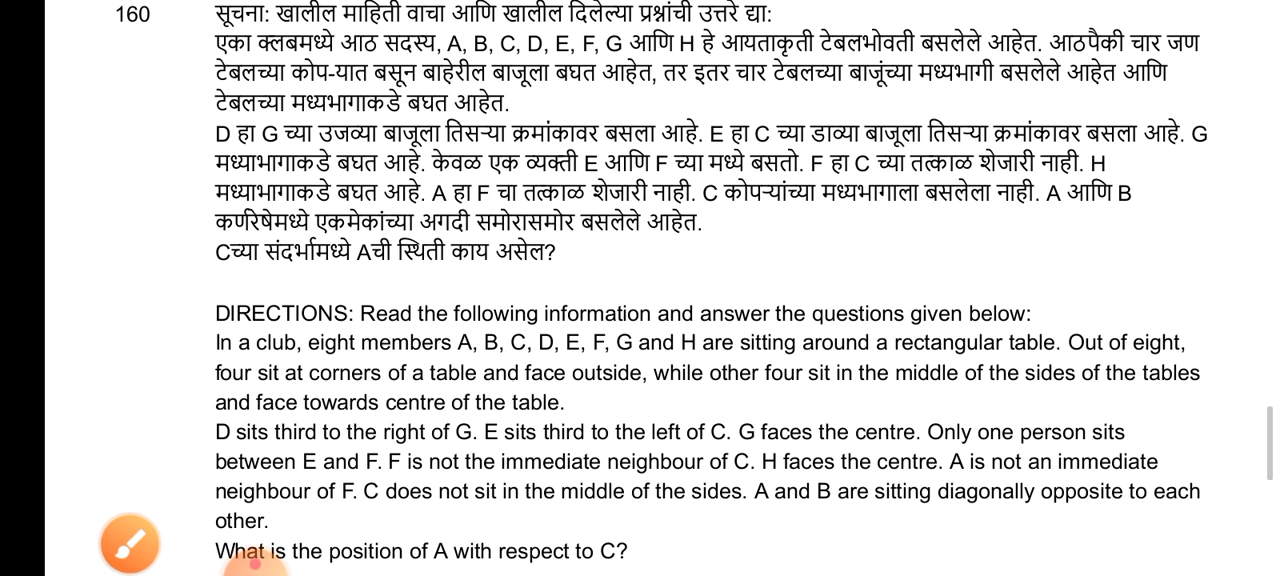 160
सूचना: खालील माहिती वाचा आणि खालील दिलेल्या प्रश्नांची उत्तरे द्या:
एका क्लबमध्ये आठ सदस्य, A, B, C, D, E, F, G आणि H हे आयताकृती टेबलभोवती बसलेले आहेत. आठपैकी चार जण
टेबलच्या कोप-यात बसून बाहेरील बाजूला बघत आहेत, तर इतर चार टेबलच्या बाजूंच्या मध्यभागी बसलेले आहेत आणि
टेबलच्या मध्यभागाकडे बघत आहेत.
D हा G च्या उजव्या बाजूला तिसऱ्या क्रमांकावर बसला आहे. E हा C च्या डाव्या बाजूला तिसऱ्या क्रमांकावर बसला आहे. G
मध्याभागाकडे बघत आहे. केवळ एक व्यक्ती E आणि F च्या मध्ये बसतो. F हा C च्या तत्काळ शेजारी नाही. H
मध्याभागाकडे बघत आहे. A हा F चा तत्काळ शेजारी नाही. C कोपऱ्यांच्या मध्यभागाला बसलेला नाही. A आणि B
कर्णरेषेमध्ये एकमेकांच्या अगदी समोरासमोर बसलेले आहेत.
Cच्या संदर्भामध्ये Aची स्थिती काय असेल?
DIRECTIONS: Read the following information and answer the questions given below:
In a club, eight members A, B, C, D, E, F, G and H are sitting around a rectangular table. Out of eight,
four sit at corners of a table and face outside, while other four sit in the middle of the sides of the tables
and face towards centre of the table.
D sits third to the right of G. E sits third to the left of C. G faces the centre. Only one person sits
between E and F. F is not the immediate neighbour of C. H faces the centre. A is not an immediate
neighbour of F. C does not sit in the middle of the sides. A and B are sitting diagonally opposite to each
other.
What is the position of A with respect to C?